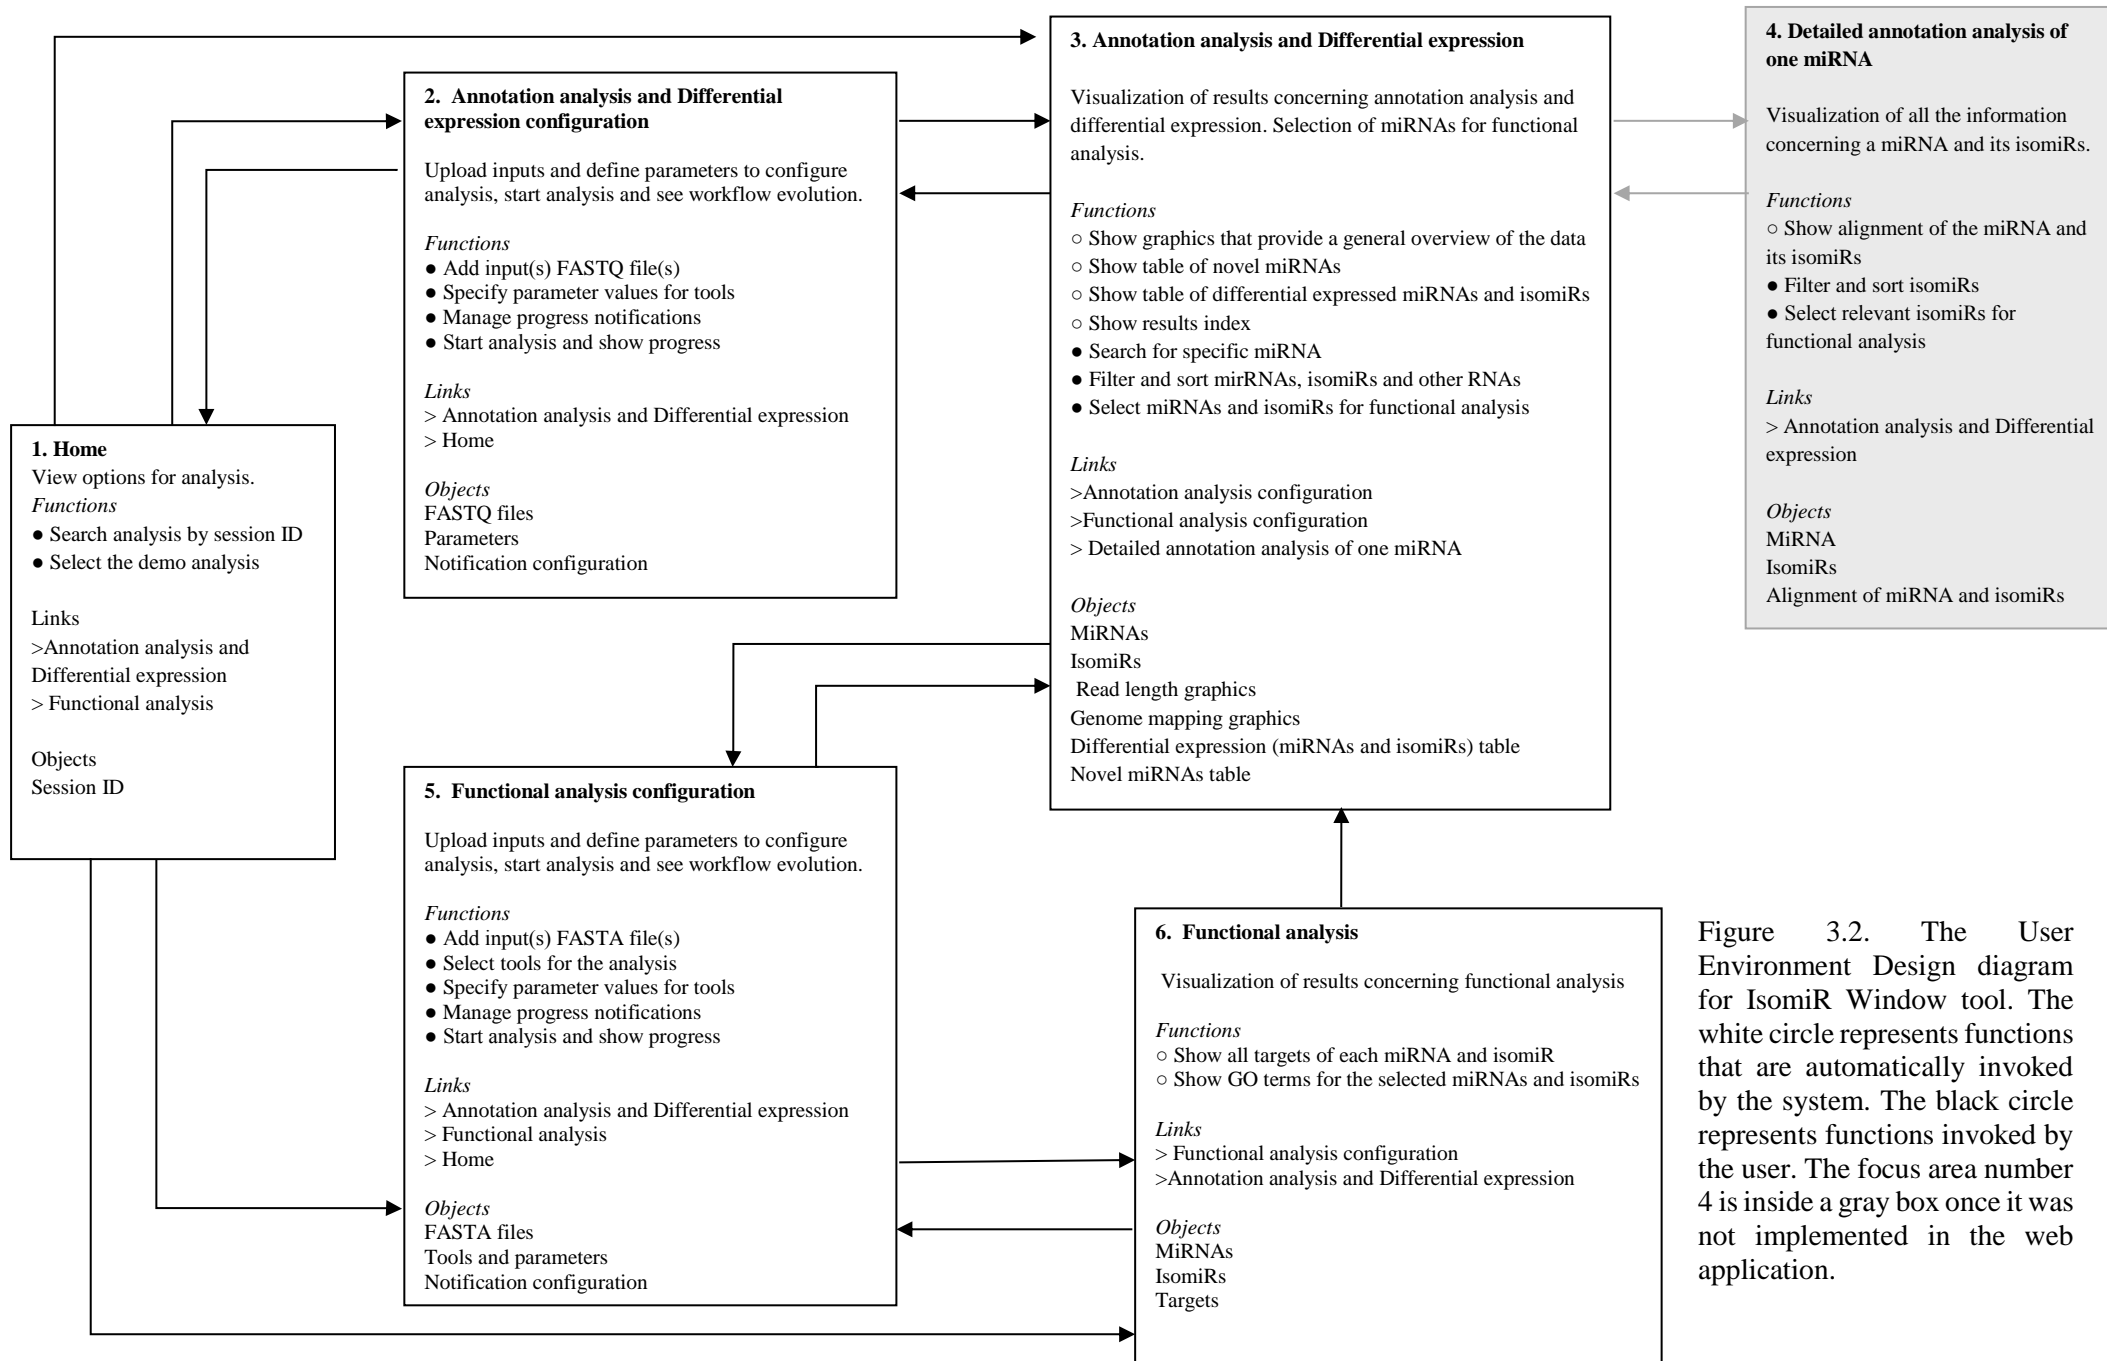 1. Home
View options for analysis.
Functions
● Search analysis by session ID
● Select the demo analysis
Links
>Annotation analysis and
Differential expression
> Functional analysis
Objects
Session ID
2. Annotation analysis and Differential
expression configuration
Upload inputs and define parameters to configure
analysis, start analysis and see workflow evolution.
Functions
● Add input(s) FASTQ file(s)
● Specify parameter values for tools
● Manage progress notifications
● Start analysis and show progress
Links
> Annotation analysis and Differential expression
> Home
Objects
FASTQ files
Parameters
Notification configuration
3. Annotation analysis and Differential expression
Visualization of results concerning annotation analysis and
differential expression. Selection of miRNAs for functional
analysis.
Functions
○ Show graphics that provide a general overview of the data
○ Show table of novel miRNAs
○ Show table of differential expressed miRNAs and isomiRs
○ Show results index
● Search for specific miRNA
● Filter and sort mirRNAs, isomiRs and other RNAs
● Select miRNAs and isomiRs for functional analysis
Links
>Annotation analysis configuration
>Functional analysis configuration
> Detailed annotation analysis of one miRNA
Objects
MiRNAs
IsomiRs
Read length graphics
Genome mapping graphics
Differential expression (miRNAs and isomiRs) table
Novel miRNAs table
4. Detailed annotation analysis of
one miRNA
Visualization of all the information
concerning a miRNA and its isomiRs.
Functions
○ Show alignment of the miRNA and
its isomiRs
● Filter and sort isomiRs
● Select relevant isomiRs for
functional analysis
Links
> Annotation analysis and Differential
expression
Objects
MiRNA
IsomiRs
Alignment of miRNA and isomiRs
5. Functional analysis configuration
Upload inputs and define parameters to configure
analysis, start analysis and see workflow evolution.
Functions
● Add input(s) FASTA file(s)
● Select tools for the analysis
● Specify parameter values for tools
● Manage progress notifications
● Start analysis and show progress
Links
> Annotation analysis and Differential expression
> Functional analysis
> Home
Objects
FASTA files
Tools and parameters
Notification configuration
6. Functional analysis
Visualization of results concerning functional analysis
Functions
○ Show all targets of each miRNA and isomiR
○ Show GO terms for the selected miRNAs and isomiRs
Links
> Functional analysis configuration
>Annotation analysis and Differential expression
Objects
MiRNAs
IsomiRs
Targets
Figure 3.2. The User
Environment Design diagram
for IsomiR Window tool. The
white circle represents functions
that are automatically invoked
by the system. The black circle
represents functions invoked by
the user. The focus area number
4 is inside a gray box once it was
not implemented in the web
application.